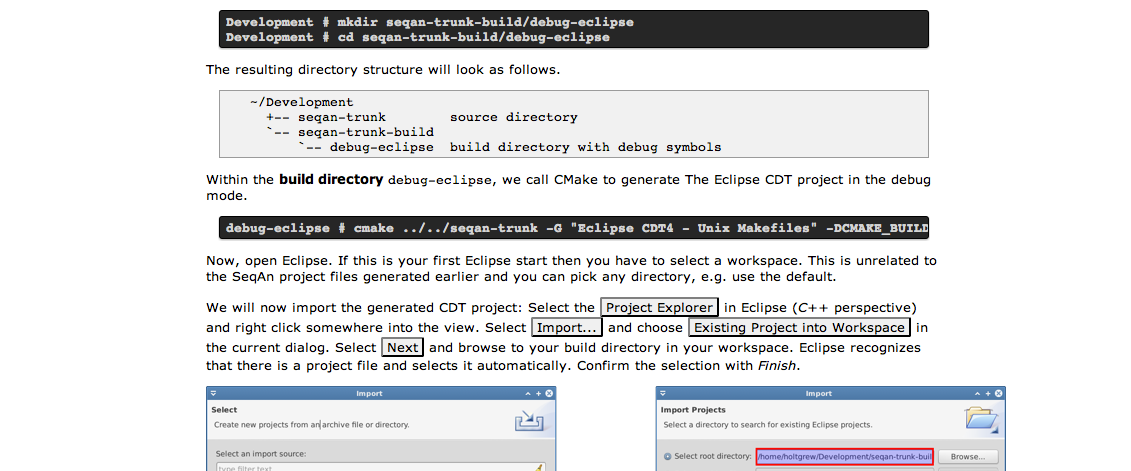 Development # mkdir seqan-trunk-build/debug-eclipse
Development # cd seqan-trunk-build/debug-eclipse
The resulting directory structure will look as follows.
~/Development
+-- seqan-trunk source directory
`-- seqan-trunk-build
`-- debug-eclipse build directory with debug symbols
Within the build directory debug-eclipse, we call CMake to generate The Eclipse CDT project in the debug
mode.
debug-eclipse # cmake ../../seqan-trunk -G "Eclipse CDT4 - Unix Makefiles" -DCMAKE_BUILD
Now, open Eclipse. If this is your first Eclipse start then you have to select a workspace. This is unrelated to
the SeqAn project files generated earlier and you can pick any directory, e.g. use the default.
We will now import the generated CDT project: Select the Project Explorer in Eclipse (C++ perspective)
and right click somewhere into the view. Select Import... and choose Existing Project into Workspace in
the current dialog. Select Next and browse to your build directory in your workspace. Eclipse recognizes
that there is a project file and selects it automatically. Confirm the selection with Finish.
Import
Select
Create new projects from an archive file or directory.
Select an import source:
type filter text
Import
Import Projects
Select a directory to search for existing Eclipse projects.
Select root directory: /home/holtgrew/Development/seqan-trunk-buil Browse...